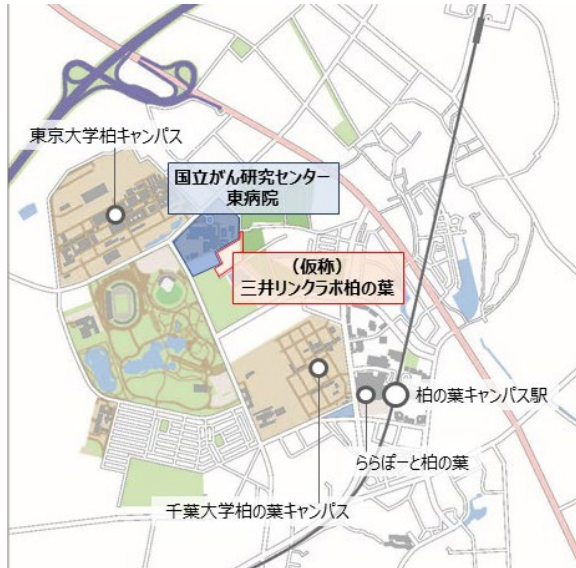 東京大学柏キャンパス
国立がん研究センター
東病院
（仮称）
三井リンクラボ柏の葉
柏の葉キャンパス駅
ららぽーと柏の葉
千葉大学柏の葉キャンパス